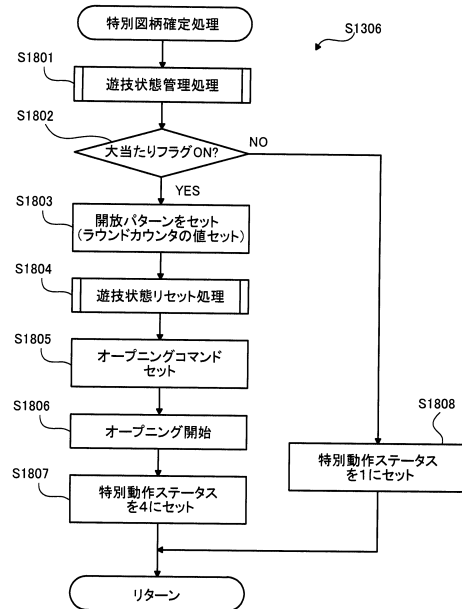 特別図柄確定処理
S1306
S1801
遊技状態管理処理
S1802
大当たりフラグON?
NO
YES
S1803
開放パターンをセット
(ラウンドカウンタの値セット)
S1804
遊技状態リセット処理
S1805
オープニングコマンド
セット
S1806
オープニング開始
S1808
特別動作ステータス
を1にセット
S1807
特別動作ステータス
を4にセット
リターン